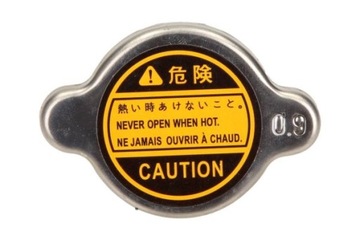 危険
熱い時あけないこと。
NEVER OPEN WHEN HOT.
NE JAMAIS OUVRIR À CHAUD.
CAUTION
0.9